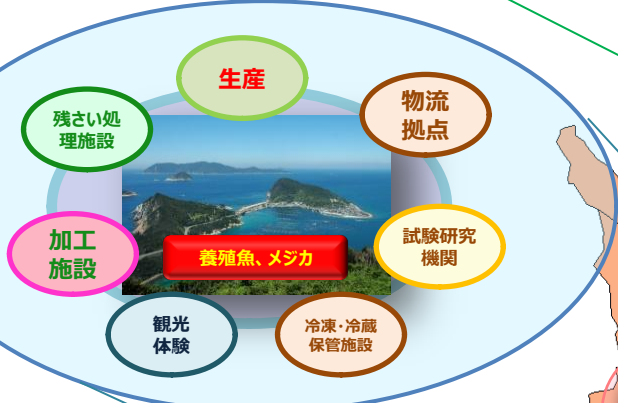 生産
物流
拠点
残さい処
理施設
試験研究
機関
加工
施設
養殖魚、メジカ
観光
体験
冷凍・冷蔵
保管施設